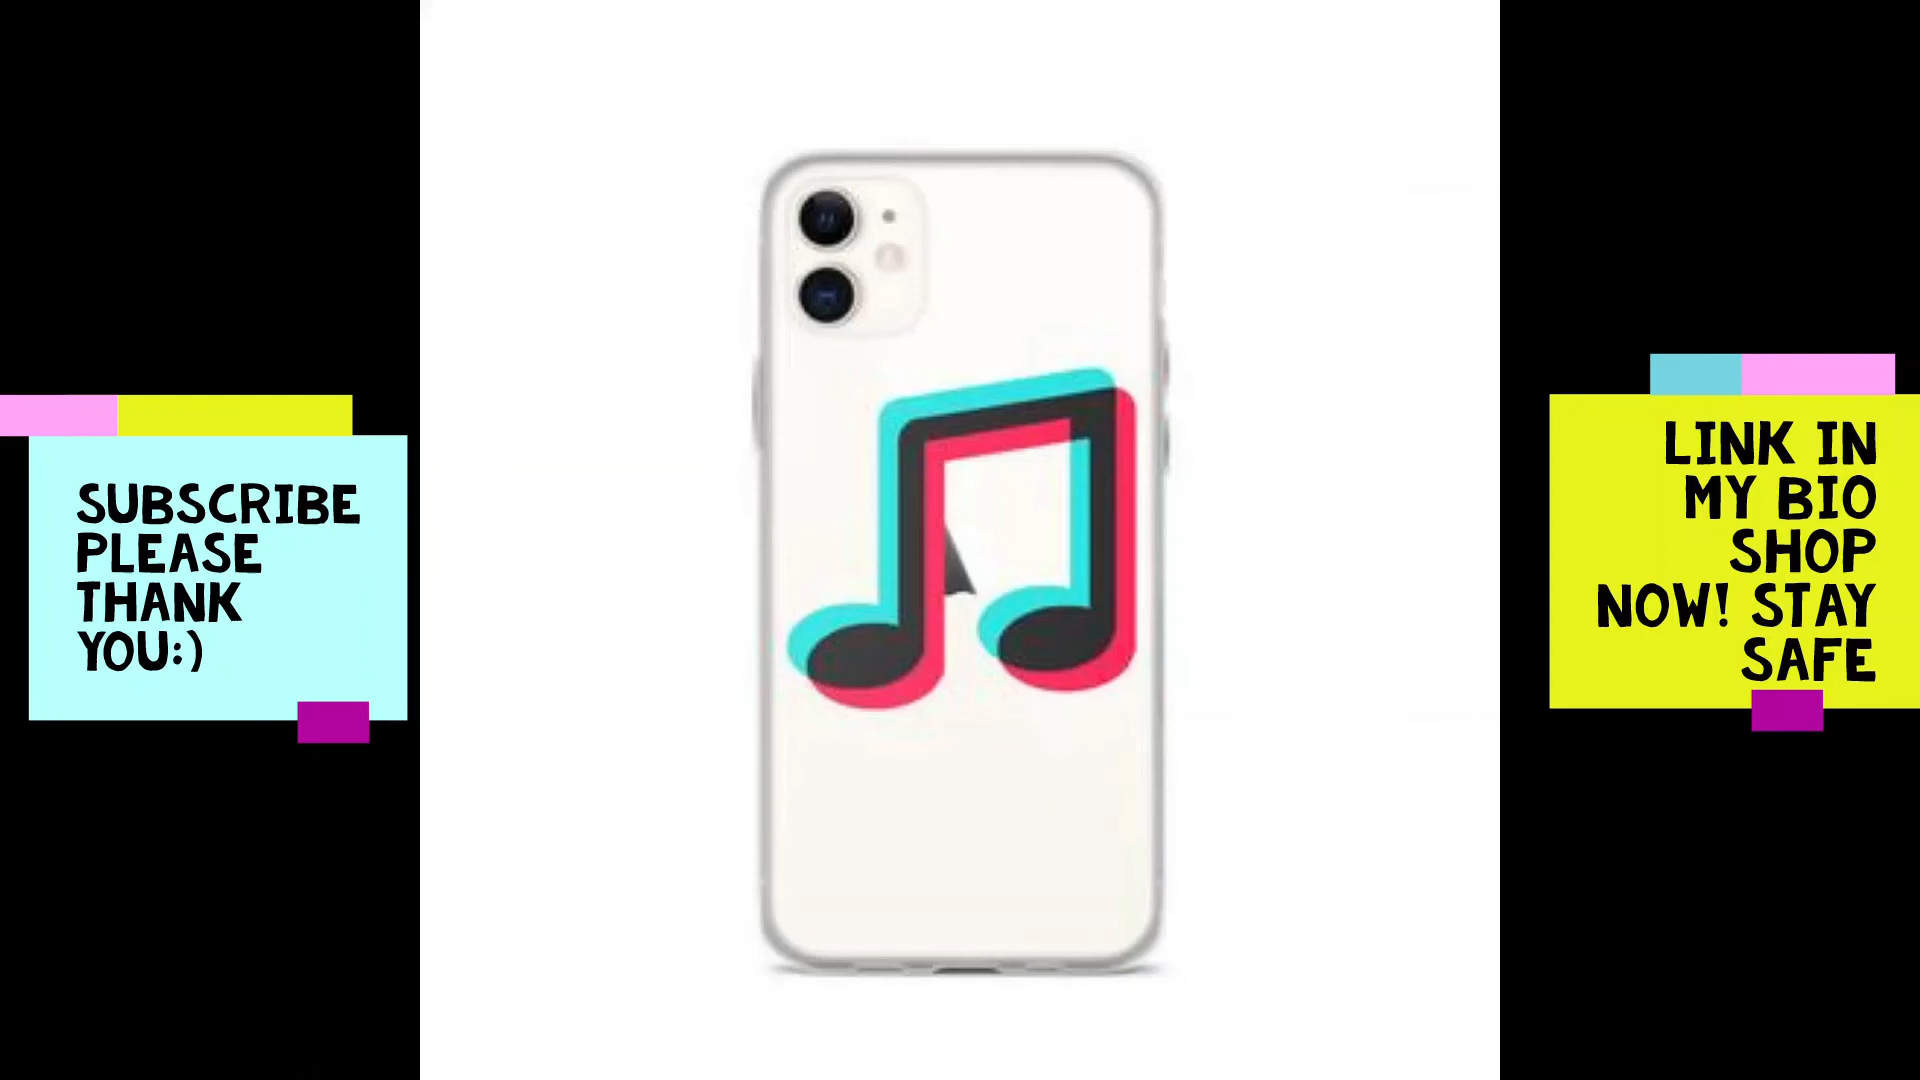 SUBSCRIBE
PLEASE
THANK
YOU:)
LINK IN
MY BIO
SHOP
NOW! STAY
SAFE